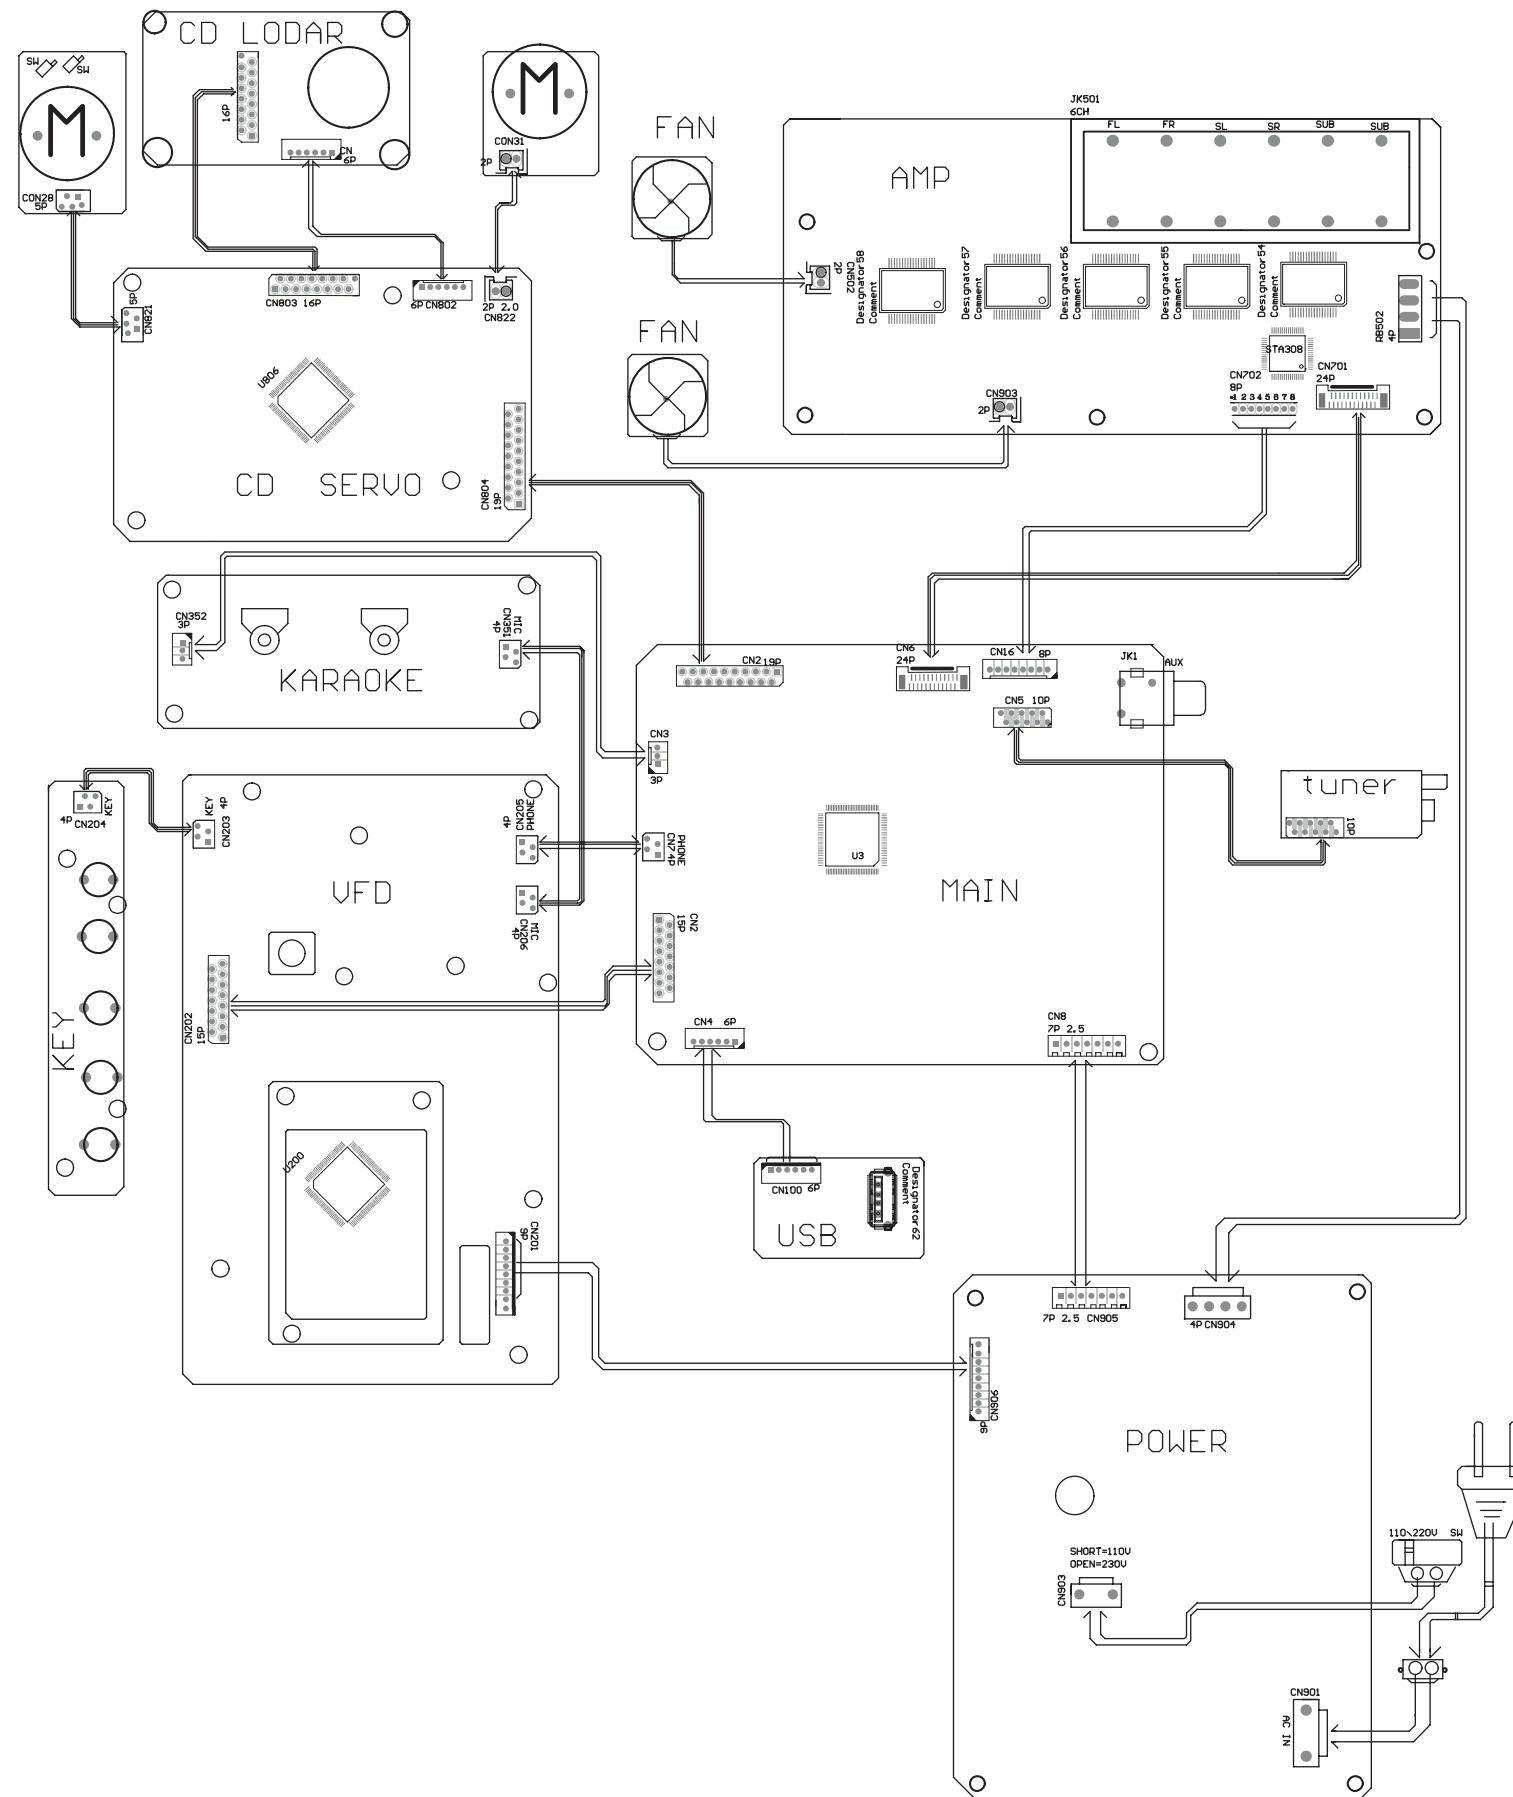 CD LODAR
SW
SW
M
16P
CN
6P
CON28
5P
M
CON31
2P
FAN
FAN
JK501
6CH
FL FR SL SR SUB SUB
AMP
2P
CN502
Designator58
Comment
Designator57
Comment
Designator56
Comment
Designator55
Comment
Designator54
Comment
STA308
RB502
4P
CN702
8P
1 2 3 4 5 6 7 8
CN701
24P
CN903
2P
5P
CN821
CN803 16P
6P CN802
2P 2.0
CN822
U806
CD SERVO
CN804
19P
CN352
3P
MIC
CN351
4P
KARAOKE
CN2 19P
CN6
24P
CN16 8P
CN5 10P
JK1
AUX
CN3
3P
tuner
10P
4P
CN204
KEY
KEY 4P
CN203
4P
CN205
PHONE
PHONE
CN7 4P
U3
MAIN
VFD
MIC
CN206
4P
CN2
15P
CN202
15P
CN4 6P
CN8
7P 2.5
KEY
U200
CN201
9P
CN100 6P
USB
Designator62
Comment
7P 2.5 CN905
4P CN904
CN906
9P
POWER
110\220V SW
SHORT=110V
OPEN=230V
CN903
CN901
AC IN